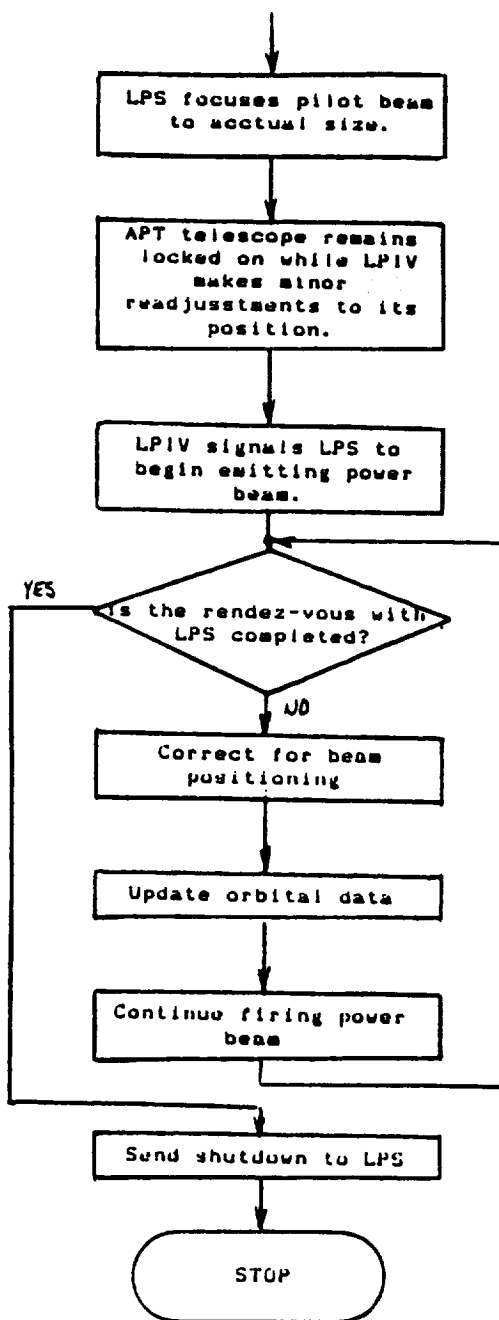 LPS focuses pilot beam
to acctual size.
APT telescope remains
locked on while LPIV
makes minor
readjusstments to its
position.
LPIV signals LPS to
begin emitting power
beam.
YES
Is the rendez-vous with
LPS completed?
NO
Correct for beam
positioning
Update orbital data
Continue firing power
beam
Send shutdown to LPS
STOP